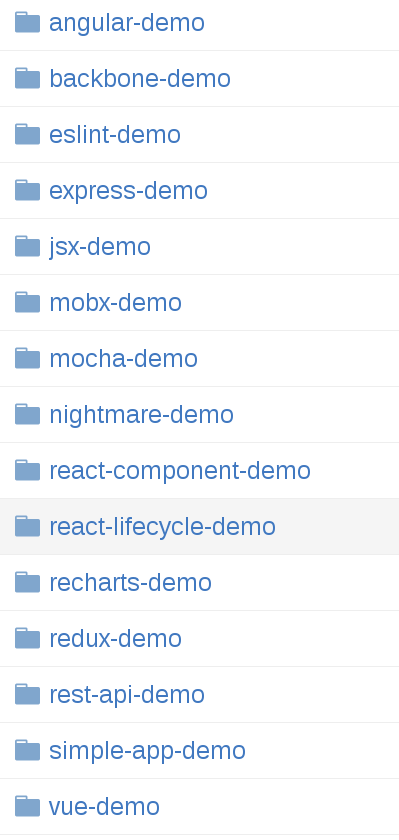 angular-demo
backbone-demo
eslint-demo
express-demo
jsx-demo
mobx-demo
mocha-demo
nightmare-demo
react-component-demo
react-lifecycle-demo
recharts-demo
redux-demo
rest-api-demo
simple-app-demo
vue-demo